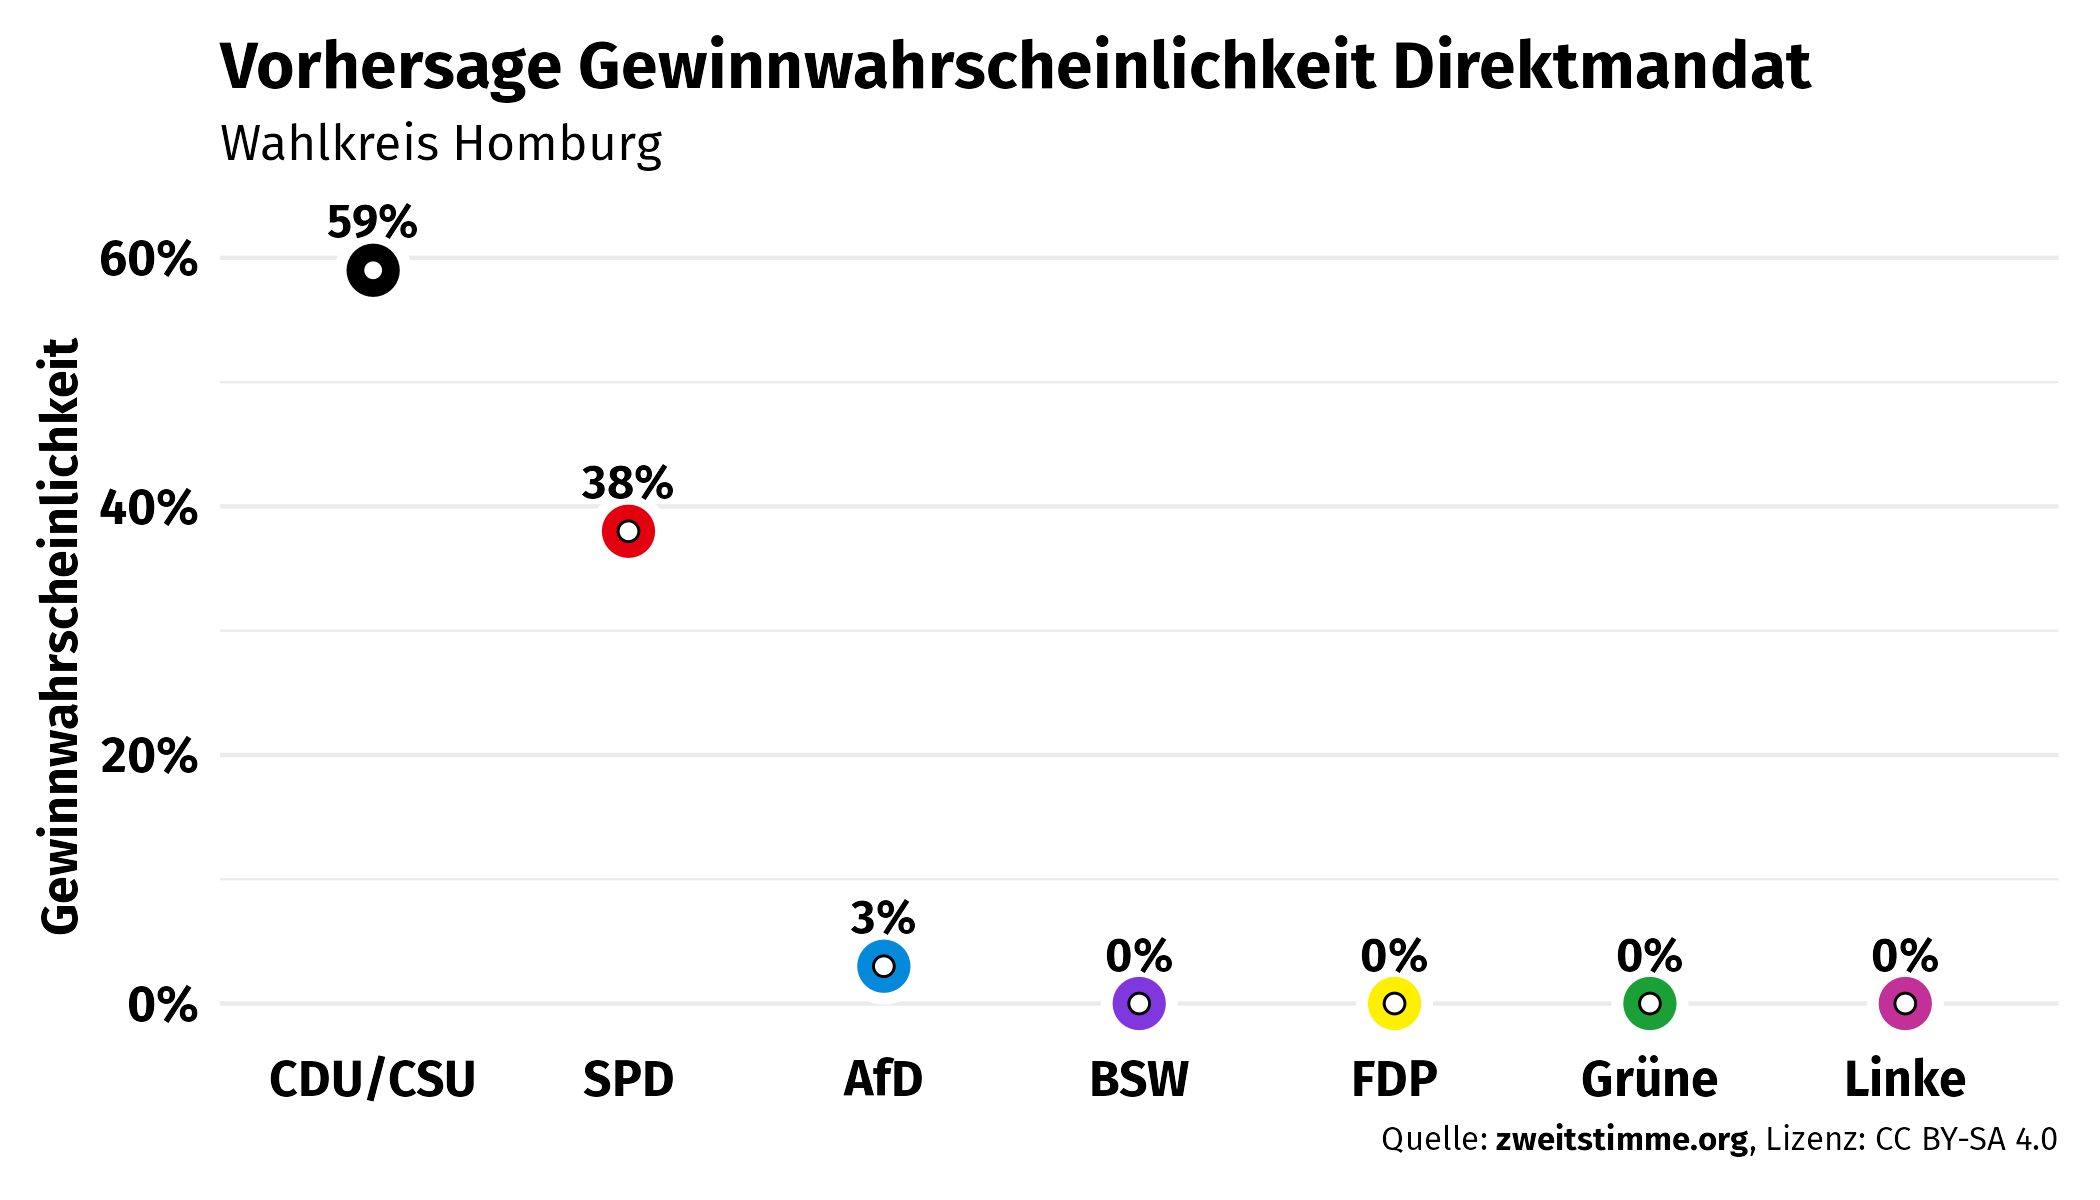 Vorhersage Gewinnwahrscheinlichkeit Direktmandat
Wahlkreis Homburg
Gewinnwahrscheinlichkeit
60%
40%
20%
0%
59%
38%
3%
0%
0%
0%
0%
CDU/CSU
SPD
AfD
BSW
FDP
Grüne
Linke
Quelle: zweitstimme.org, Lizenz: CC BY-SA 4.0